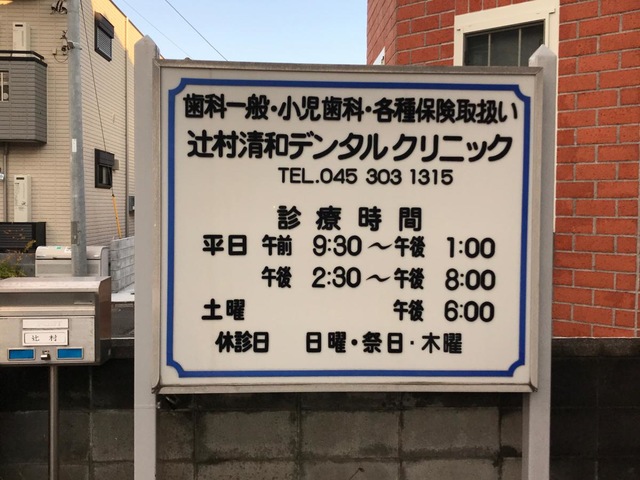 歯科一般・小児歯科・各種保険取扱い
辻村清和デンタルクリニック
TEL.045 303 1315
診療時間
平日 午前 9:30～午後 1:00
午後 2:30～午後 8:00
土曜 午後 6:00
休診日 日曜・祭日・木曜
辻村